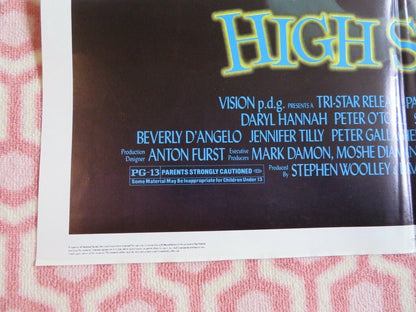 HIGH S
VISION p.d.g. PRESENTS A TRI-STAR RELEA
DARYL HANNAH PETER O'TO
BEVERLY D'ANGELO JENNIFER TILLY PETER GALL
Production Designer ANTON FURST Executive Producers MARK DAMON, MOSHE DIA
PG-13 PARENTS STRONGLY CAUTIONED
Some Material May Be Inappropriate for Children Under 13
Produced By STEPHEN WOOLLEY